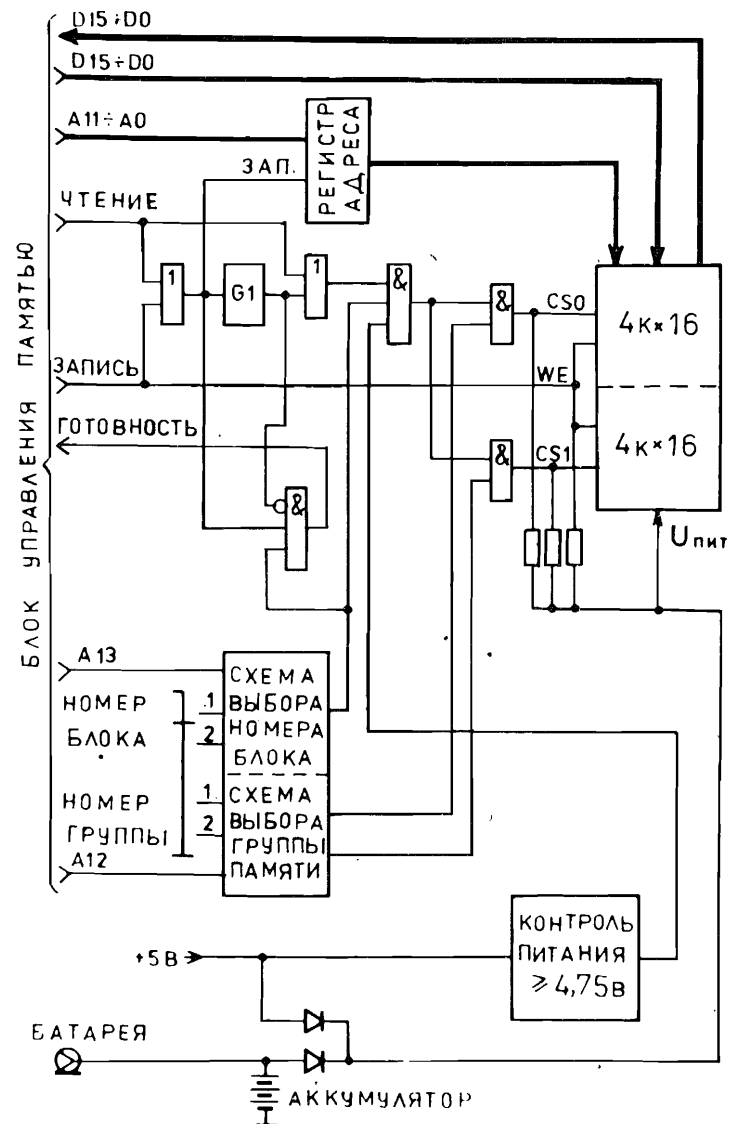 D15÷D0
D15÷D0
A11÷A0
РЕГИСТР
АДРЕСА
ЗАП.
ЧТЕНИЕ
1
G1
1
&
&
CS0
4К×16
ЗАПИСЬ
WE
ГОТОВНОСТЬ
&
&
CS1
4К×16
Uпит
БЛОК УПРАВЛЕНИЯ ПАМЯТЬЮ
A13
НОМЕР
БЛОКА
1
2
НОМЕР
ГРУППЫ
1
2
A12
СХЕМА
ВЫБОРА
НОМЕРА
БЛОКА
СХЕМА
ВЫБОРА
ГРУППЫ
ПАМЯТИ
+5В
КОНТРОЛЬ
ПИТАНИЯ
⩾4,75В
БАТАРЕЯ
АККУМУЛЯТОР